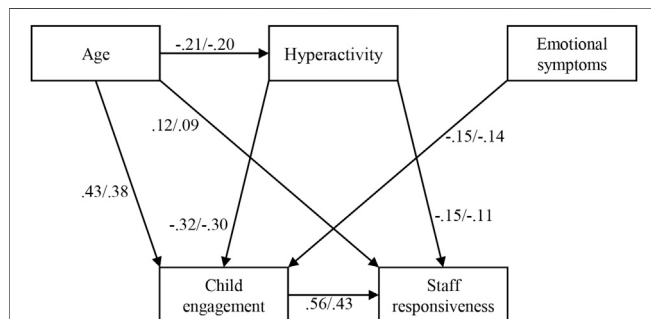 Age
-.21/-.20
Hyperactivity
Emotional
symptoms
.12/.09
-.15/-.14
.43/.38
-.32/-.30
-.15/-.11
Child
engagement
.56/.43
Staff
responsiveness